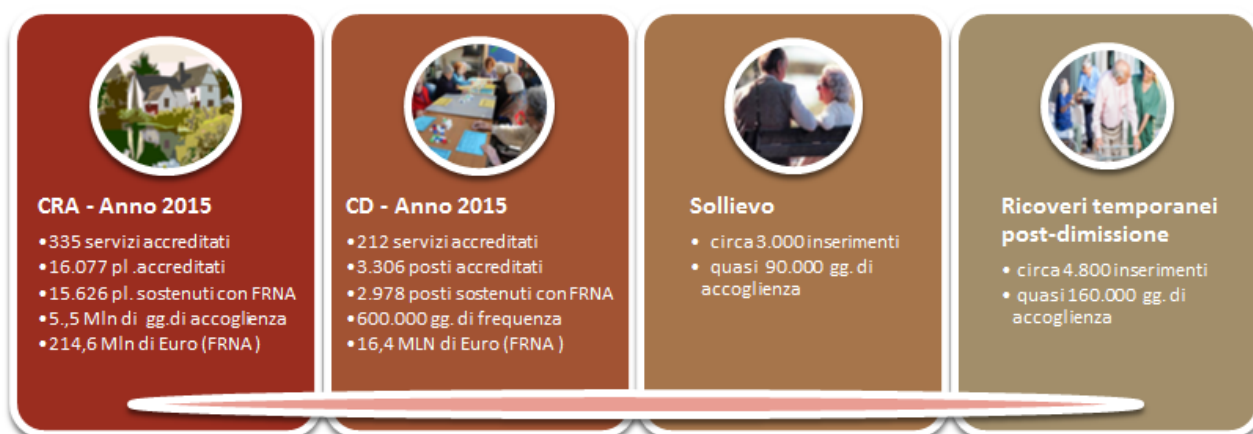 CRA - Anno 2015
•335 servizi accreditati
•16.077 pl .accreditati
•15.626 pl. sostenuti con FRNA
•5.,5 Mln di gg.di accoglienza
•214,6 Mln di Euro (FRNA )
CD - Anno 2015
•212 servizi accreditati
•3.306 posti accreditati
•2.978 posti sostenuti con FRNA
•600.000 gg. di frequenza
•16,4 MLN di Euro (FRNA )
Sollievo
• circa 3.000 inserimenti
• quasi 90.000 gg. di
accoglienza
Ricoveri temporanei
post-dimissione
• circa 4.800 inserimenti
• quasi 160.000 gg. di
accoglienza